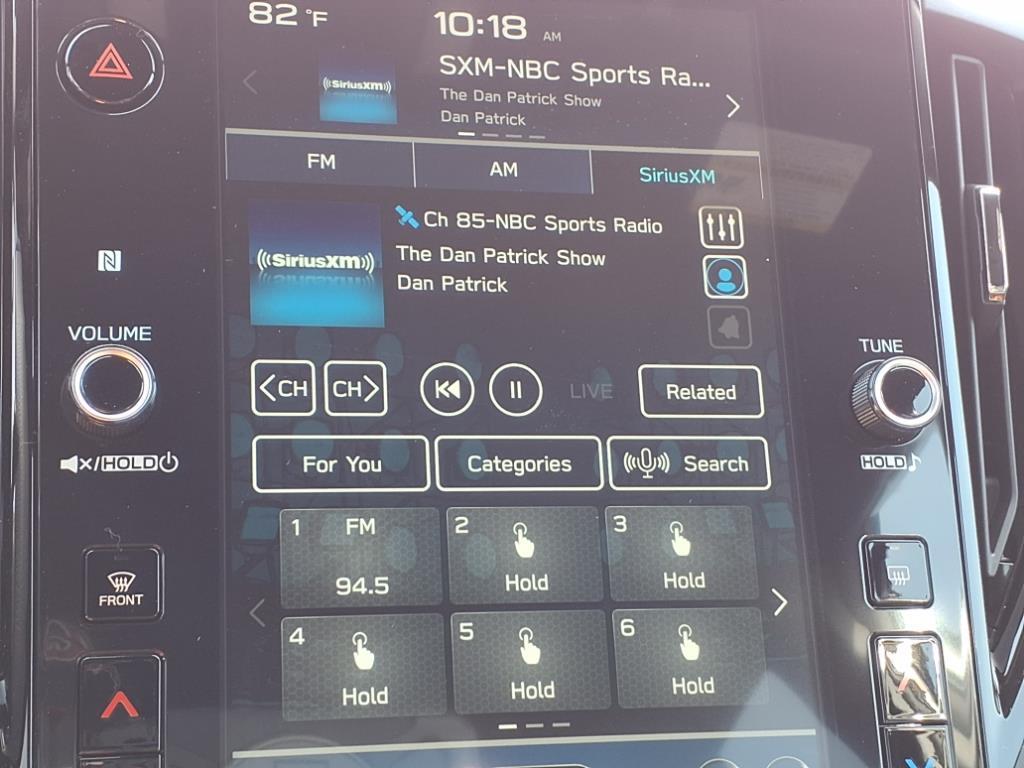 82 °F
10:18 AM
((SiriusXM))
SXM-NBC Sports Ra...
The Dan Patrick Show
Dan Patrick
FM
AM
SiriusXM
((SiriusXM))
Ch 85-NBC Sports Radio
The Dan Patrick Show
Dan Patrick
VOLUME
TUNE
<CH
CH>
LIVE
Related
For You
Categories
Search
/HOLD
HOLD
1 FM
94.5
2
Hold
3
Hold
FRONT
4
Hold
5
Hold
6
Hold